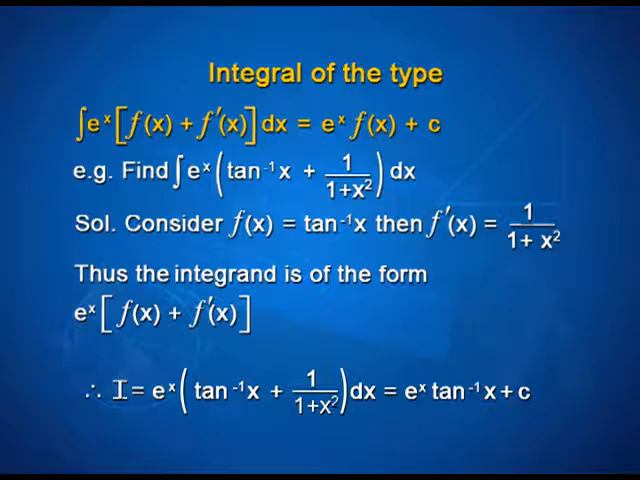 Integral of the type
∫eˣ[f(x) + f′(x)]dx = eˣ f(x) + c
e.g. Find ∫eˣ(tan⁻¹x + 1/(1+x²)) dx
Sol. Consider f(x) = tan⁻¹x then f′(x) = 1/(1+ x²)
Thus the integrand is of the form
eˣ[f(x) + f′(x)]
∴ I = eˣ(tan⁻¹x + 1/(1+x²))dx = eˣ tan⁻¹x + c